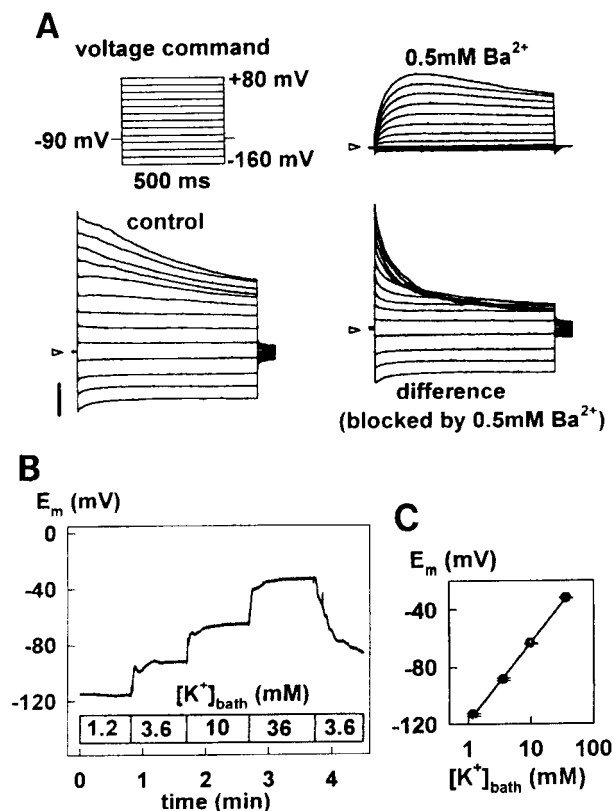 A
voltage command
+80 mV
-90 mV
-160 mV
500 ms
0.5mM Ba²⁺
control
difference
(blocked by 0.5mM Ba²⁺)
B
Eₘ (mV)
0
-40
-80
-120
[K⁺]bath (mM)
1.2 3.6 10 36 3.6
0 1 2 3 4
time (min)
C
Eₘ (mV)
-40
-80
-120
1 10 100
[K⁺]bath (mM)